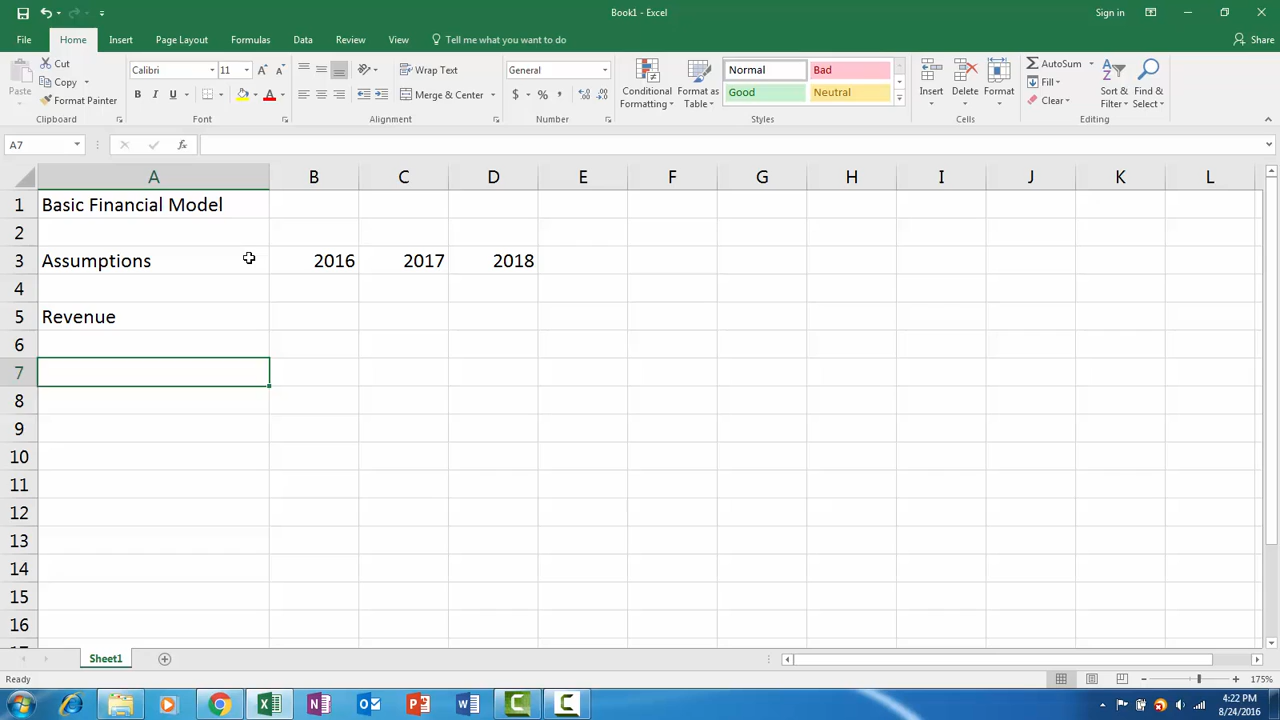 Book1 - Excel
Sign in
File Home Insert Page Layout Formulas Data Review View Tell me what you want to do Share
Paste
Cut
Copy
Format Painter
Clipboard
Calibri 11
B I U
Font
Wrap Text
Merge & Center
Alignment
General
$ % ,
Number
Conditional Formatting
Format as Table
Normal Bad
Good Neutral
Styles
Insert Delete Format
Cells
AutoSum
Fill
Clear
Sort & Filter
Find & Select
Editing
A7
fx
A B C D E F G H I J K L
1 Basic Financial Model
2
3 Assumptions 2016 2017 2018
4
5 Revenue
6
7
8
9
10
11
12
13
14
15
16
Sheet1
Ready
175%
4:22 PM
8/24/2016